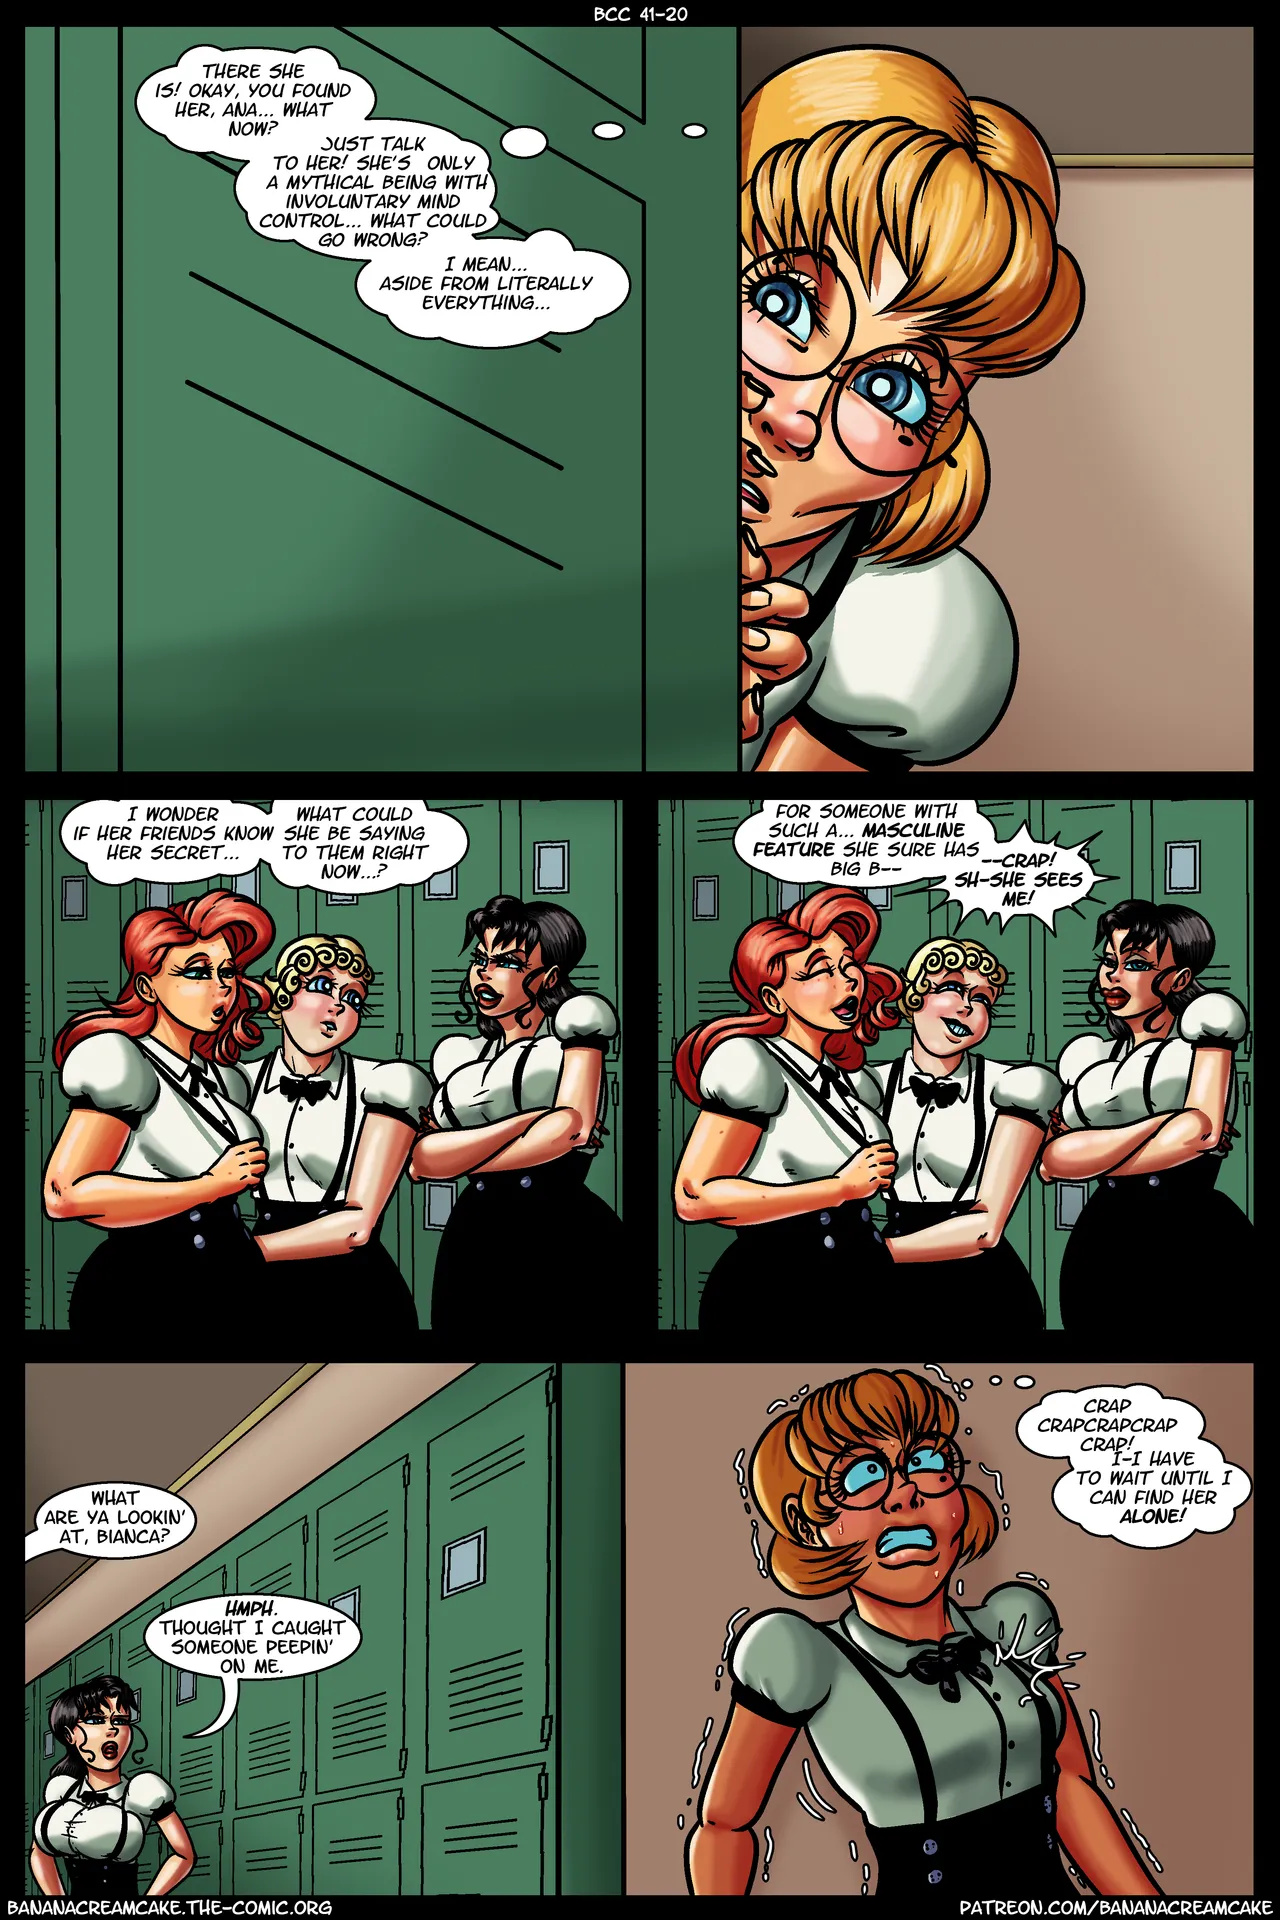 BCC 41-20
THERE SHE
IS! OKAY, YOU FOUND
HER, ANA... WHAT
NOW?
JUST TALK
TO HER! SHE'S ONLY
A MYTHICAL BEING WITH
INVOLUNTARY MIND
CONTROL... WHAT COULD
GO WRONG?
I MEAN...
ASIDE FROM LITERALLY
EVERYTHING...
I WONDER
IF HER FRIENDS KNOW
HER SECRET...
WHAT COULD
SHE BE SAYING
TO THEM RIGHT
NOW...?
FOR SOMEONE WITH
SUCH A... MASCULINE
FEATURE SHE SURE HAS
BIG B--
--CRAP!
SH-SHE SEES
ME!
WHAT
ARE YA LOOKIN'
AT, BIANCA?
HMPH.
THOUGHT I CAUGHT
SOMEONE PEEPIN'
ON ME.
CRAP
CRAPCRAPCRAP
CRAP!
I-I HAVE
TO WAIT UNTIL I
CAN FIND HER
ALONE!
BANANACREAMCAKE.THE-COMIC.ORG
PATREON.COM/BANANACREAMCAKE